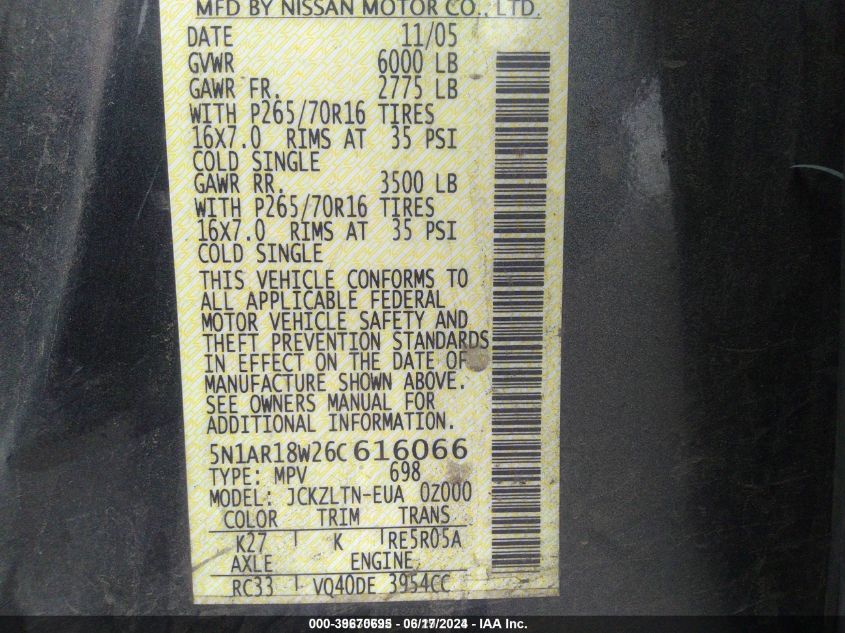 MFD BY NISSAN MOTOR CO., LTD.
DATE 11/05
GVWR 6000 LB
GAWR FR. 2775 LB
WITH P265/70R16 TIRES
16X7.0 RIMS AT 35 PSI
COLD SINGLE
GAWR RR. 3500 LB
WITH P265/70R16 TIRES
16X7.0 RIMS AT 35 PSI
COLD SINGLE
THIS VEHICLE CONFORMS TO
ALL APPLICABLE FEDERAL
MOTOR VEHICLE SAFETY AND
THEFT PREVENTION STANDARDS
IN EFFECT ON THE DATE OF
MANUFACTURE SHOWN ABOVE.
SEE OWNERS MANUAL FOR
ADDITIONAL INFORMATION.
5N1AR18W26C616066
TYPE: MPV 698
MODEL: JCKZLTN-EUA 0Z000
COLOR TRIM TRANS
K27 K RE5R05A
AXLE ENGINE
RC33 VQ40DE 3954CC
06/17/2024 - IAA Inc.